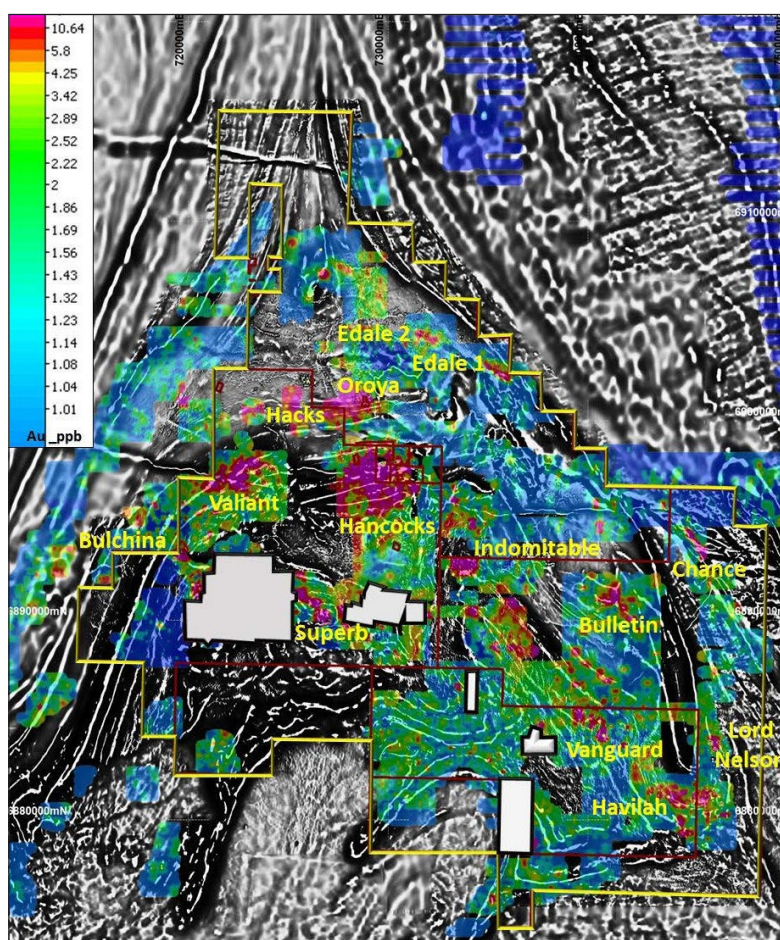 10.64
5.8
4.25
3.42
2.89
2.52
2.22
2
1.86
1.69
1.56
1.43
1.32
1.23
1.14
1.08
1.04
1.01
Au_ppb
720000mE
730000mE
6910000m
Edale 2
Edale 1
Oroya
Hacks
Valiant
Hancocks
Bulchina
Indomitable
Chance
6890000mN
Superb
Bulletin
Vanguard
Lord
Nelson
Havilah
6880000mN